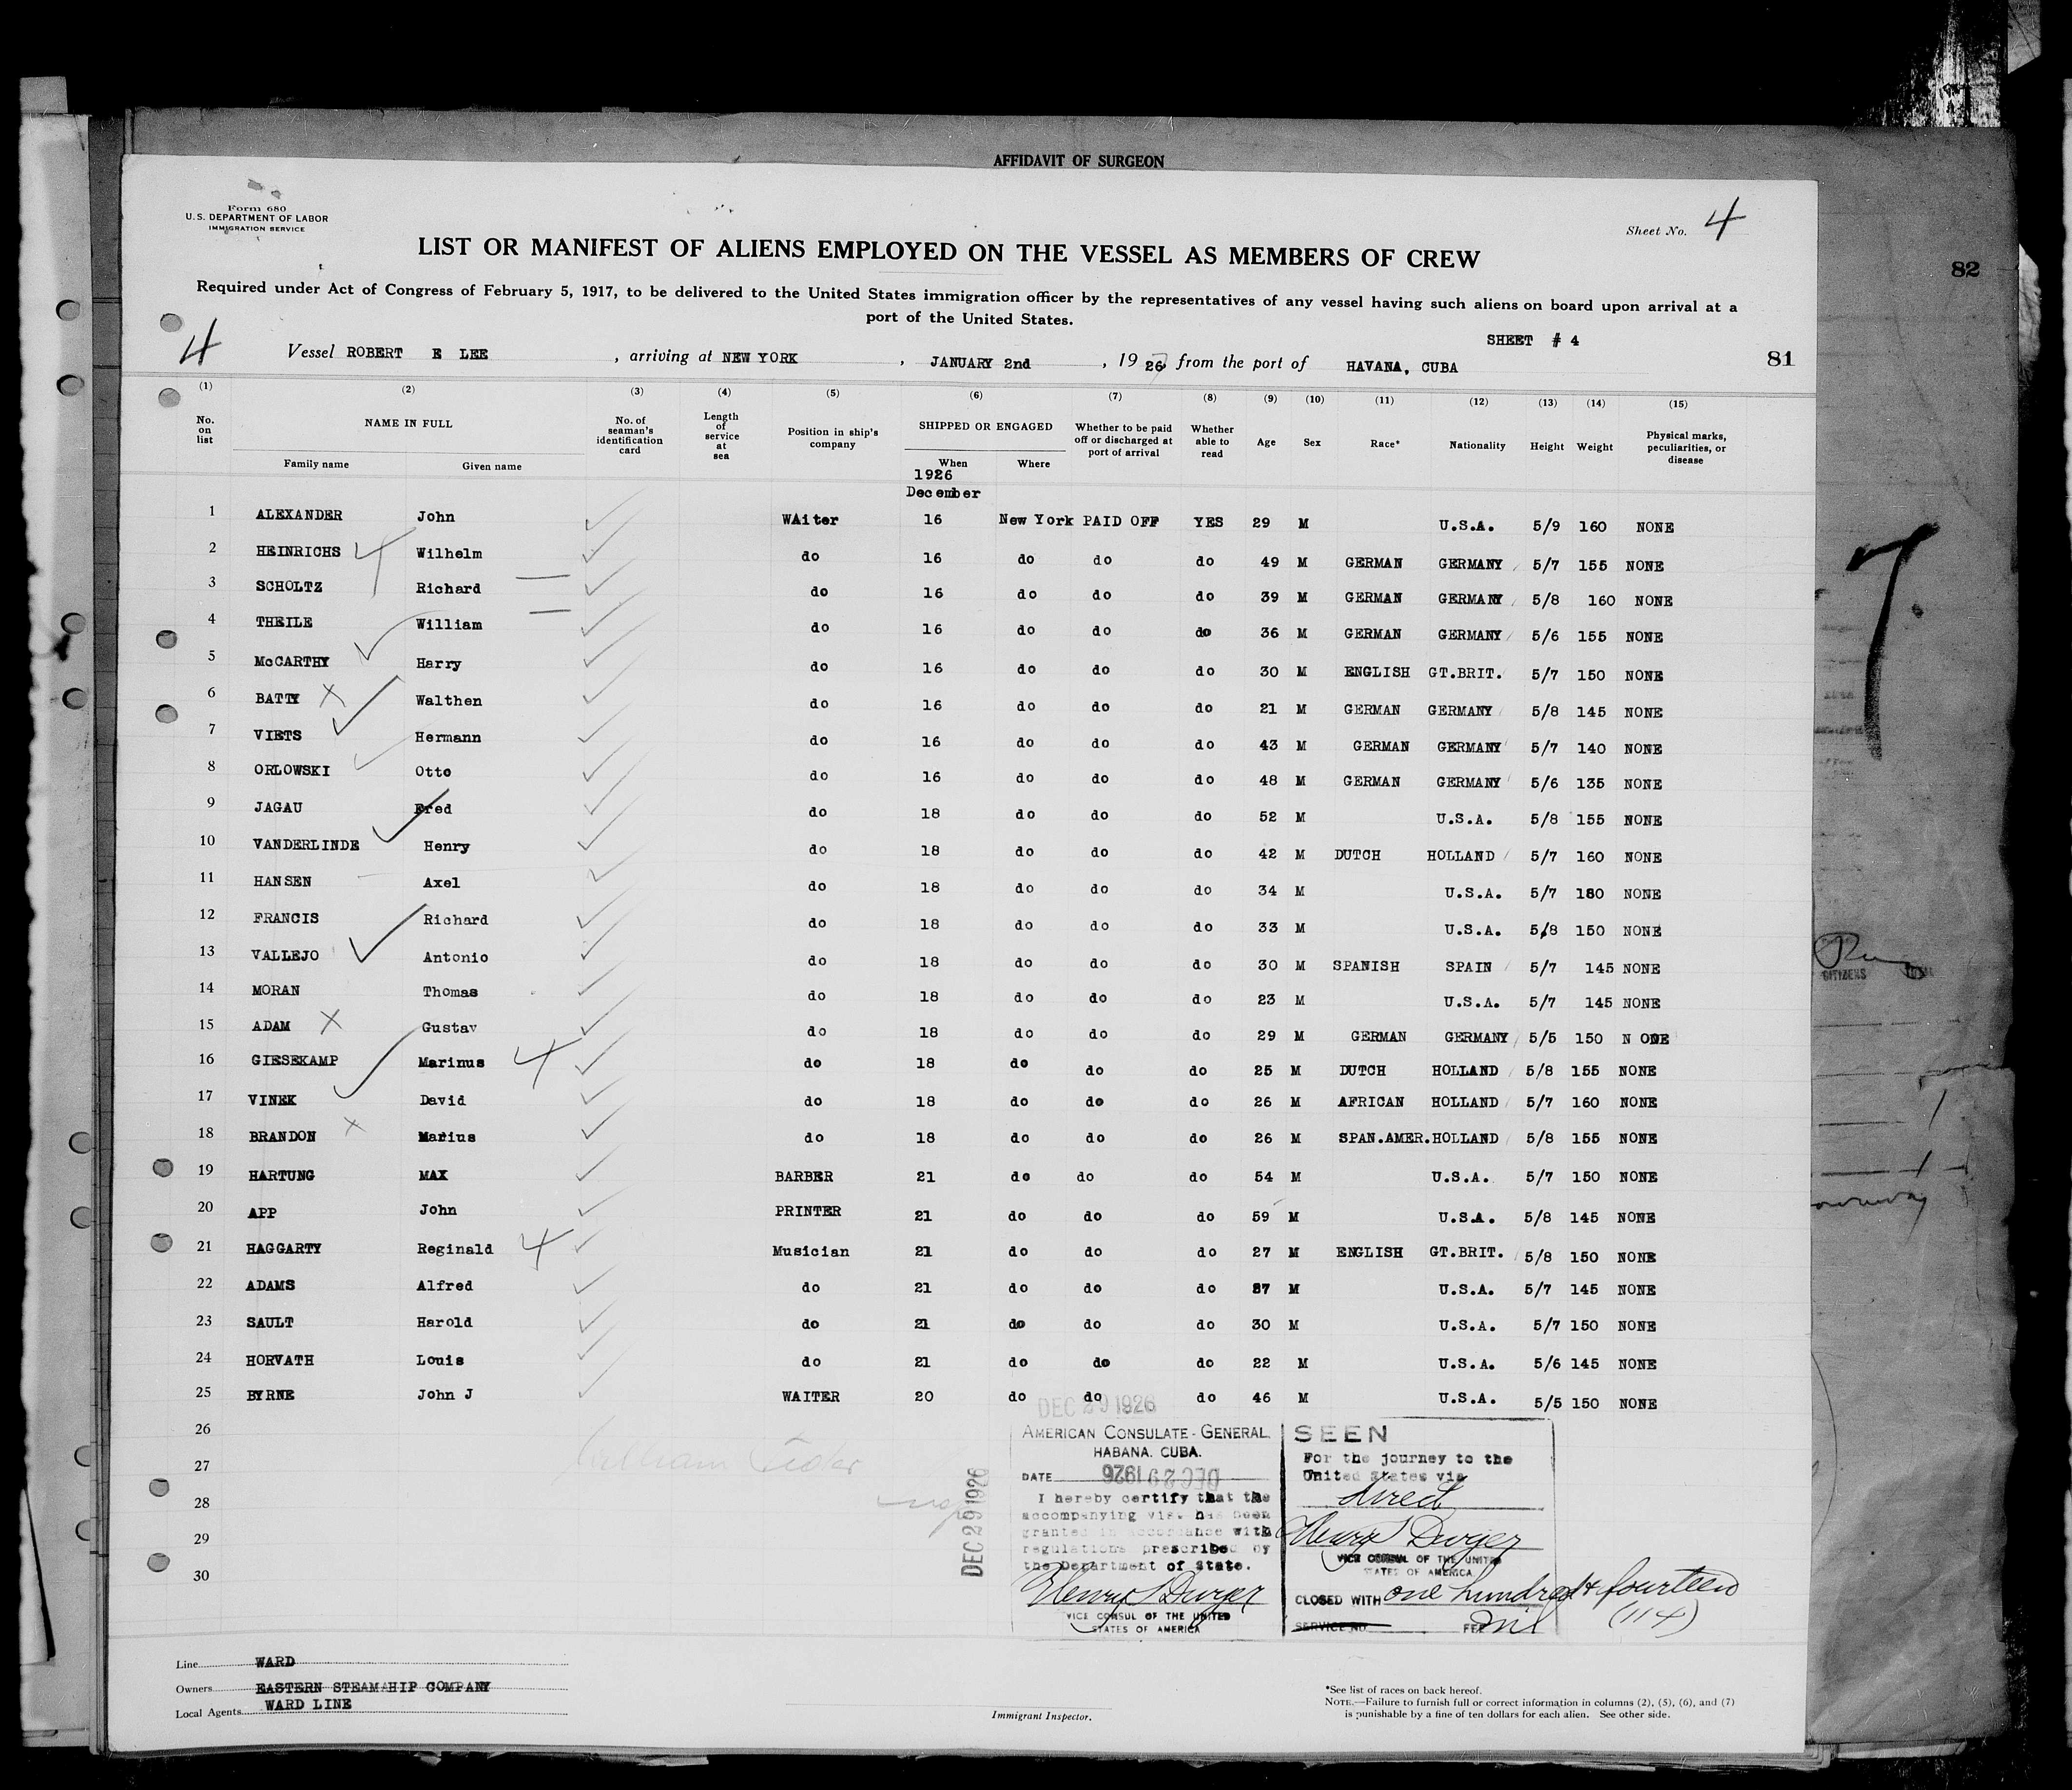 AFFIDAVIT OF SURGEON
82
Form 680
U.S. DEPARTMENT OF LABOR
IMMIGRATION SERVICE
Sheet No. 4
LIST OR MANIFEST OF ALIENS EMPLOYED ON THE VESSEL AS MEMBERS OF CREW
Required under Act of Congress of February 5, 1917, to be delivered to the United States immigration officer by the representatives of any vessel having such aliens on board upon arrival at a
port of the United States.
SHEET # 4
4 Vessel ROBERT E LEE , arriving at NEW YORK , JANUARY 2nd , 1926 from the port of HAVANA, CUBA 81
(1) (2) (3) (4) (5) (6) (7) (8) (9) (10) (11) (12) (13) (14) (15)
No. on list NAME IN FULL Family name Given name No. of seaman's identification card Length of service at sea Position in ship's company SHIPPED OR ENGAGED When Where Whether to be paid off or discharged at port of arrival Whether able to read Age Sex Race* Nationality Height Weight Physical marks, peculiarities, or disease
1926
December
1 ALEXANDER John WAiter 16 New York PAID OFF YES 29 M U.S.A. 5/9 160 NONE
2 HEINRICHS Wilhelm do 16 do do do 49 M GERMAN GERMANY 5/7 155 NONE
3 SCHOLTZ Richard do 16 do do do 39 M GERMAN GERMANY 5/8 160 NONE
4 THEILE William do 16 do do do 36 M GERMAN GERMANY 5/6 155 NONE
5 McCARTHY Harry do 16 do do do 30 M ENGLISH GT.BRIT. 5/7 150 NONE
6 BATTY Walthen do 16 do do do 21 M GERMAN GERMANY 5/8 145 NONE
7 VIETS Hermann do 16 do do do 43 M GERMAN GERMANY 5/7 140 NONE
8 ORLOWSKI Otto do 16 do do do 48 M GERMAN GERMANY 5/6 135 NONE
9 JAGAU Fred do 18 do do do 52 M U.S.A. 5/8 155 NONE
10 VANDERLINDE Henry do 18 do do do 42 M DUTCH HOLLAND 5/7 160 NONE
11 HANSEN Axel do 18 do do do 34 M U.S.A. 5/7 180 NONE
12 FRANCIS Richard do 18 do do do 33 M U.S.A. 5/8 150 NONE
13 VALLEJO Antonio do 18 do do do 30 M SPANISH SPAIN 5/7 145 NONE
14 MORAN Thomas do 18 do do do 23 M U.S.A. 5/7 145 NONE
15 ADAM Gustav do 18 do do do 29 M GERMAN GERMANY 5/5 150 N ONE
16 GIESEKAMP Marinus 4 do 18 do do do 25 M DUTCH HOLLAND 5/8 155 NONE
17 VINEK David do 18 do do do 26 M AFRICAN HOLLAND 5/7 160 NONE
18 BRANDON Marius do 18 do do do 26 M SPAN.AMER. HOLLAND 5/8 155 NONE
19 HARTUNG MAX BARBER 21 do do do 54 M U.S.A. 5/7 150 NONE
20 APP John PRINTER 21 do do do 59 M U.S.A. 5/8 145 NONE
21 HAGGARTY Reginald 4 Musician 21 do do do 27 M ENGLISH GT.BRIT. 5/8 150 NONE
22 ADAMS Alfred do 21 do do do 37 M U.S.A. 5/7 145 NONE
23 SAULT Harold do 21 do do do 30 M U.S.A. 5/7 150 NONE
24 HORVATH Louis do 21 do do do 22 M U.S.A. 5/6 145 NONE
25 BYRNE John J WAITER 20 do do do 46 M U.S.A. 5/5 150 NONE
26
27
28
29
30
DEC 29 1926
AMERICAN CONSULATE-GENERAL
HABANA, CUBA.
DATE DEC 29 1926
I hereby certify that the
accompanying visa has been
granted in accordance with
regulations prescribed by
the Department of State.
Henry S Dwyer
VICE CONSUL OF THE UNITED
STATES OF AMERICA
DEC 29 1926
SEEN
For the journey to the
United States via
direct
Henry S Dwyer
VICE CONSUL OF THE UNITED
STATES OF AMERICA
CLOSED WITH one hundred & fourteen
(114)
SERVICE NO. FEE nil
Line WARD
Owners EASTERN STEAMSHIP COMPANY
Local Agents WARD LINE
Immigrant Inspector.
*See list of races on back hereof.
NOTE.—Failure to furnish full or correct information in columns (2), (5), (6), and (7)
is punishable by a fine of ten dollars for each alien. See other side.
CITIZENS